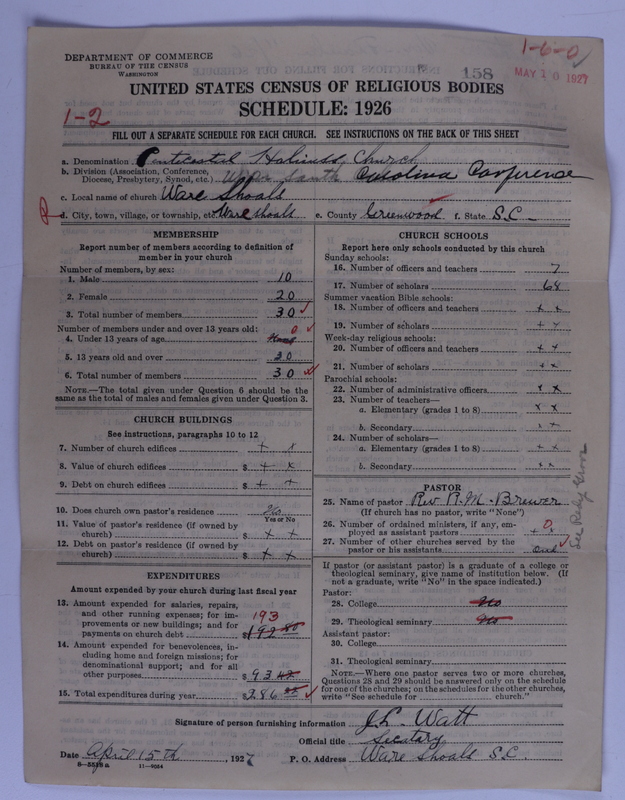 1-6-0
158
MAY 10 1927
DEPARTMENT OF COMMERCE
BUREAU OF THE CENSUS
WASHINGTON
UNITED STATES CENSUS OF RELIGIOUS BODIES
SCHEDULE: 1926
1-2
FILL OUT A SEPARATE SCHEDULE FOR EACH CHURCH. SEE INSTRUCTIONS ON THE BACK OF THIS SHEET
a. Denomination Penticostal Holiness Church
b. Division (Association, Conference, Diocese, Presbytery, Synod, etc.) Upper South Carolina Conference
c. Local name of church Ware Shoals
d. City, town, village, or township, etc. Ware Shoals e. County Greenwood f. State S.C.
MEMBERSHIP
Report number of members according to definition of
member in your church
Number of members, by sex:
1. Male 10
2. Female 20
3. Total number of members 30
Number of members under and over 13 years old:
4. Under 13 years of age 0
5. 13 years old and over 30
6. Total number of members 30
NOTE.—The total given under Question 6 should be
same as the total of males and females given under Question 3.
CHURCH BUILDINGS
See instructions, paragraphs 10 to 12
7. Number of church edifices x x
8. Value of church edifices $ x x
9. Debt on church edifices $ x x
10. Does church own pastor's residence? No
Yes or No
11. Value of pastor's residence (if owned by
church) $ x x
12. Debt on pastor's residence (if owned by
church) $ x x
EXPENDITURES
Amount expended by your church during last fiscal year
13. Amount expended for salaries, repairs,
and other running expenses; for im-
provements or new buildings; and for 193
payments on church debt $192.80
14. Amount expended for benevolences, in-
cluding home and foreign missions; for
denominational support; and for all
other purposes $93
15. Total expenditures during year $286
CHURCH SCHOOLS
Report here only schools conducted by this church
Sunday schools:
16. Number of officers and teachers 7
17. Number of scholars 68
Summer vacation Bible schools:
18. Number of officers and teachers x x
19. Number of scholars x x
Week-day religious schools:
20. Number of officers and teachers x x
21. Number of scholars x x
Parochial schools:
22. Number of administrative officers x x
23. Number of teachers—
a. Elementary (grades 1 to 8) x x
b. Secondary x x
24. Number of scholars—
a. Elementary (grades 1 to 8) x x
b. Secondary x x
PASTOR
25. Name of pastor Rev R. M. Brewer
(If church has no pastor, write "None")
26. Number of ordained ministers, if any, em-
ployed as assistant pastors 0
27. Number of other churches served by the
pastor or his assistants one
If pastor (or assistant pastor) is a graduate of a college or
theological seminary, give name of institution below. (If
not a graduate, write "No" in the space indicated.)
Pastor:
28. College No
29. Theological seminary No
Assistant pastor:
30. College
31. Theological seminary
NOTE.—Where one pastor serves two or more churches,
Questions 28 and 29 should be answered only on the schedule
for one of the churches; on the schedules for the other churches,
write "See schedule for church."
Signature of person furnishing information J.L. Watt
Official title Secatary
Date April 15th, 1927 P. O. Address Ware Shoals S.C.
8-5558a 11-9064